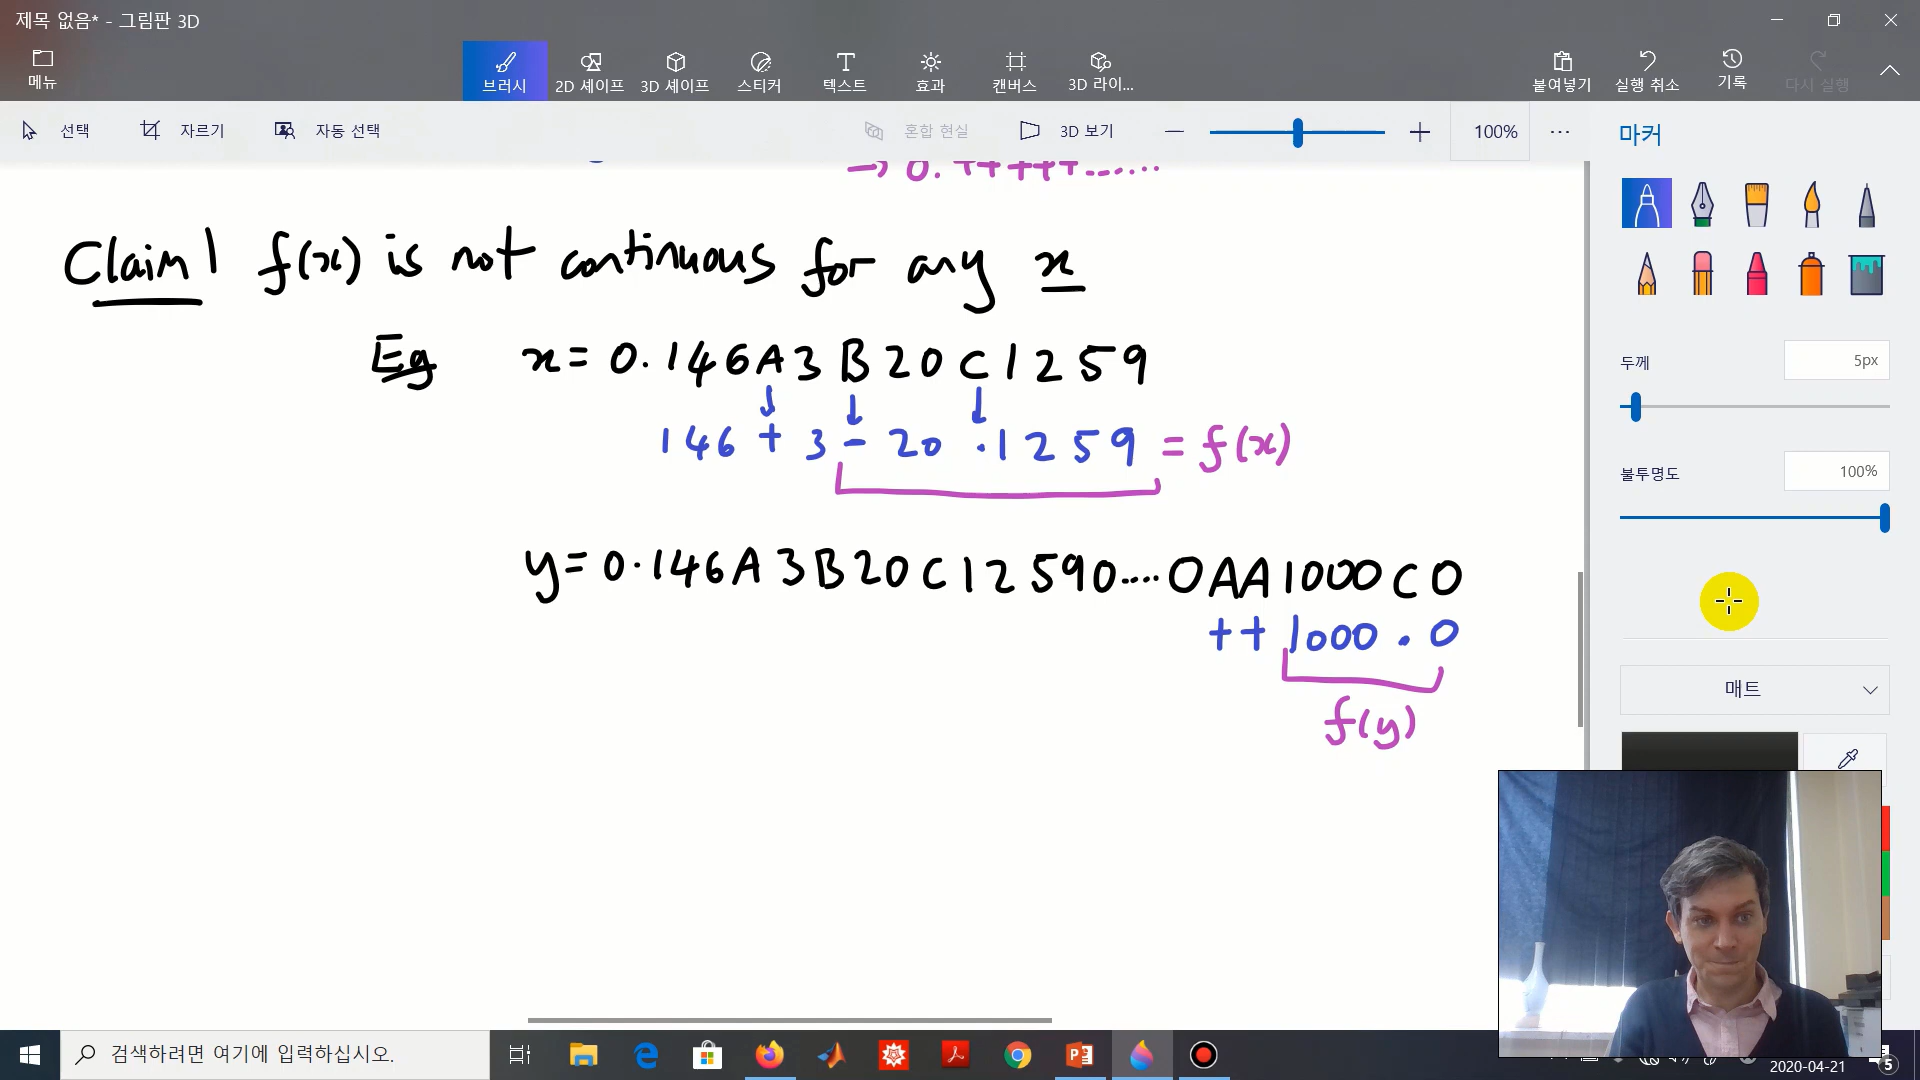 제목 없음* - 그림판 3D
메뉴
브러시
2D 셰이프
3D 셰이프
스티커
텍스트
효과
캔버스
3D 라이...
붙여넣기
실행 취소
기록
다시 실행
선택
자르기
자동 선택
혼합 현실
3D 보기
100%
마커
→ 0.+++++......
Claim 1 f(x) is not continuous for any x
Eg x = 0.146A3B20C1259
146 + 3 - 20 .1259 = f(x)
y = 0.146A3B20C12590....0AA1000C0
++1000.0
f(y)
두께
5px
불투명도
100%
매트
검색하려면 여기에 입력하십시오.
2020-04-21
5